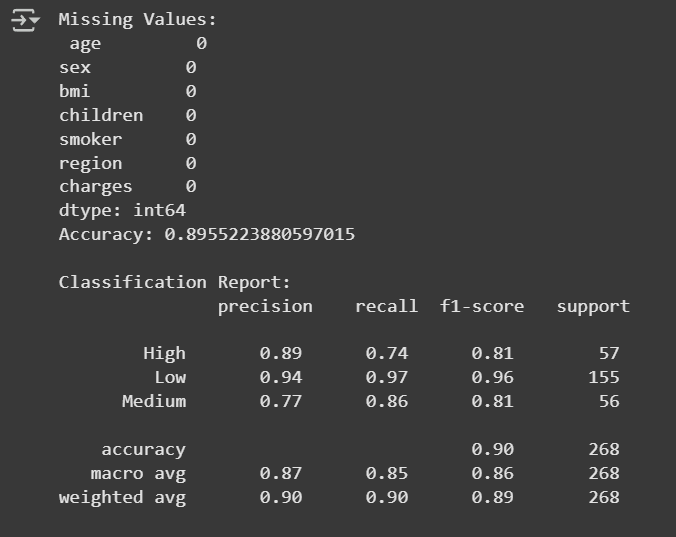 Missing Values:
 age         0
sex         0
bmi         0
children    0
smoker      0
region      0
charges     0
dtype: int64
Accuracy: 0.8955223880597015
Classification Report:
               precision    recall  f1-score   support
        High       0.89      0.74      0.81        57
         Low       0.94      0.97      0.96       155
      Medium       0.77      0.86      0.81        56
    accuracy                           0.90       268
   macro avg       0.87      0.85      0.86       268
weighted avg       0.90      0.90      0.89       268